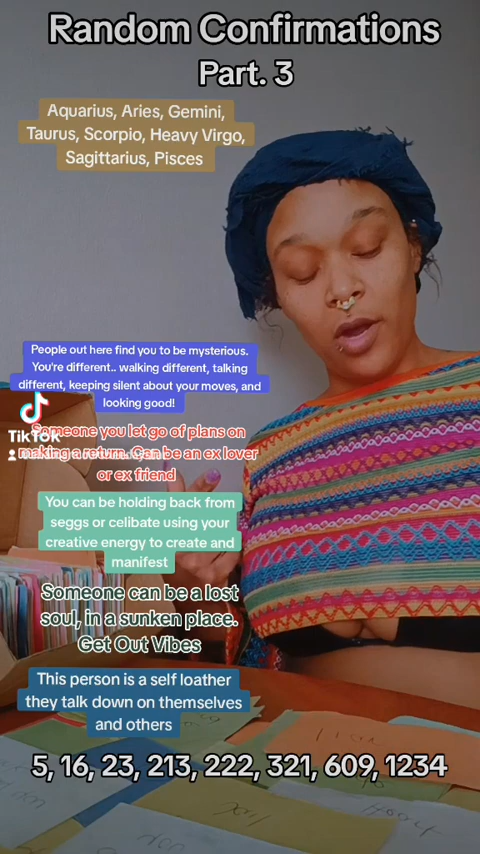 Random Confirmations
Part. 3
Aquarius, Aries, Gemini,
Taurus, Scorpio, Heavy Virgo,
Sagittarius, Pisces
People out here find you to be mysterious.
You're different.. walking different, talking
different, keeping silent about your moves, and
looking good!
TikTok
Someone you let go of plans on
making a return. Can be an ex lover
or ex friend
You can be holding back from
seggs or celibate using your
creative energy to create and
manifest
Someone can be a lost
soul, in a sunken place.
Get Out Vibes
This person is a self loather
they talk down on themselves
and others
5, 16, 23, 213, 222, 321, 609, 1234